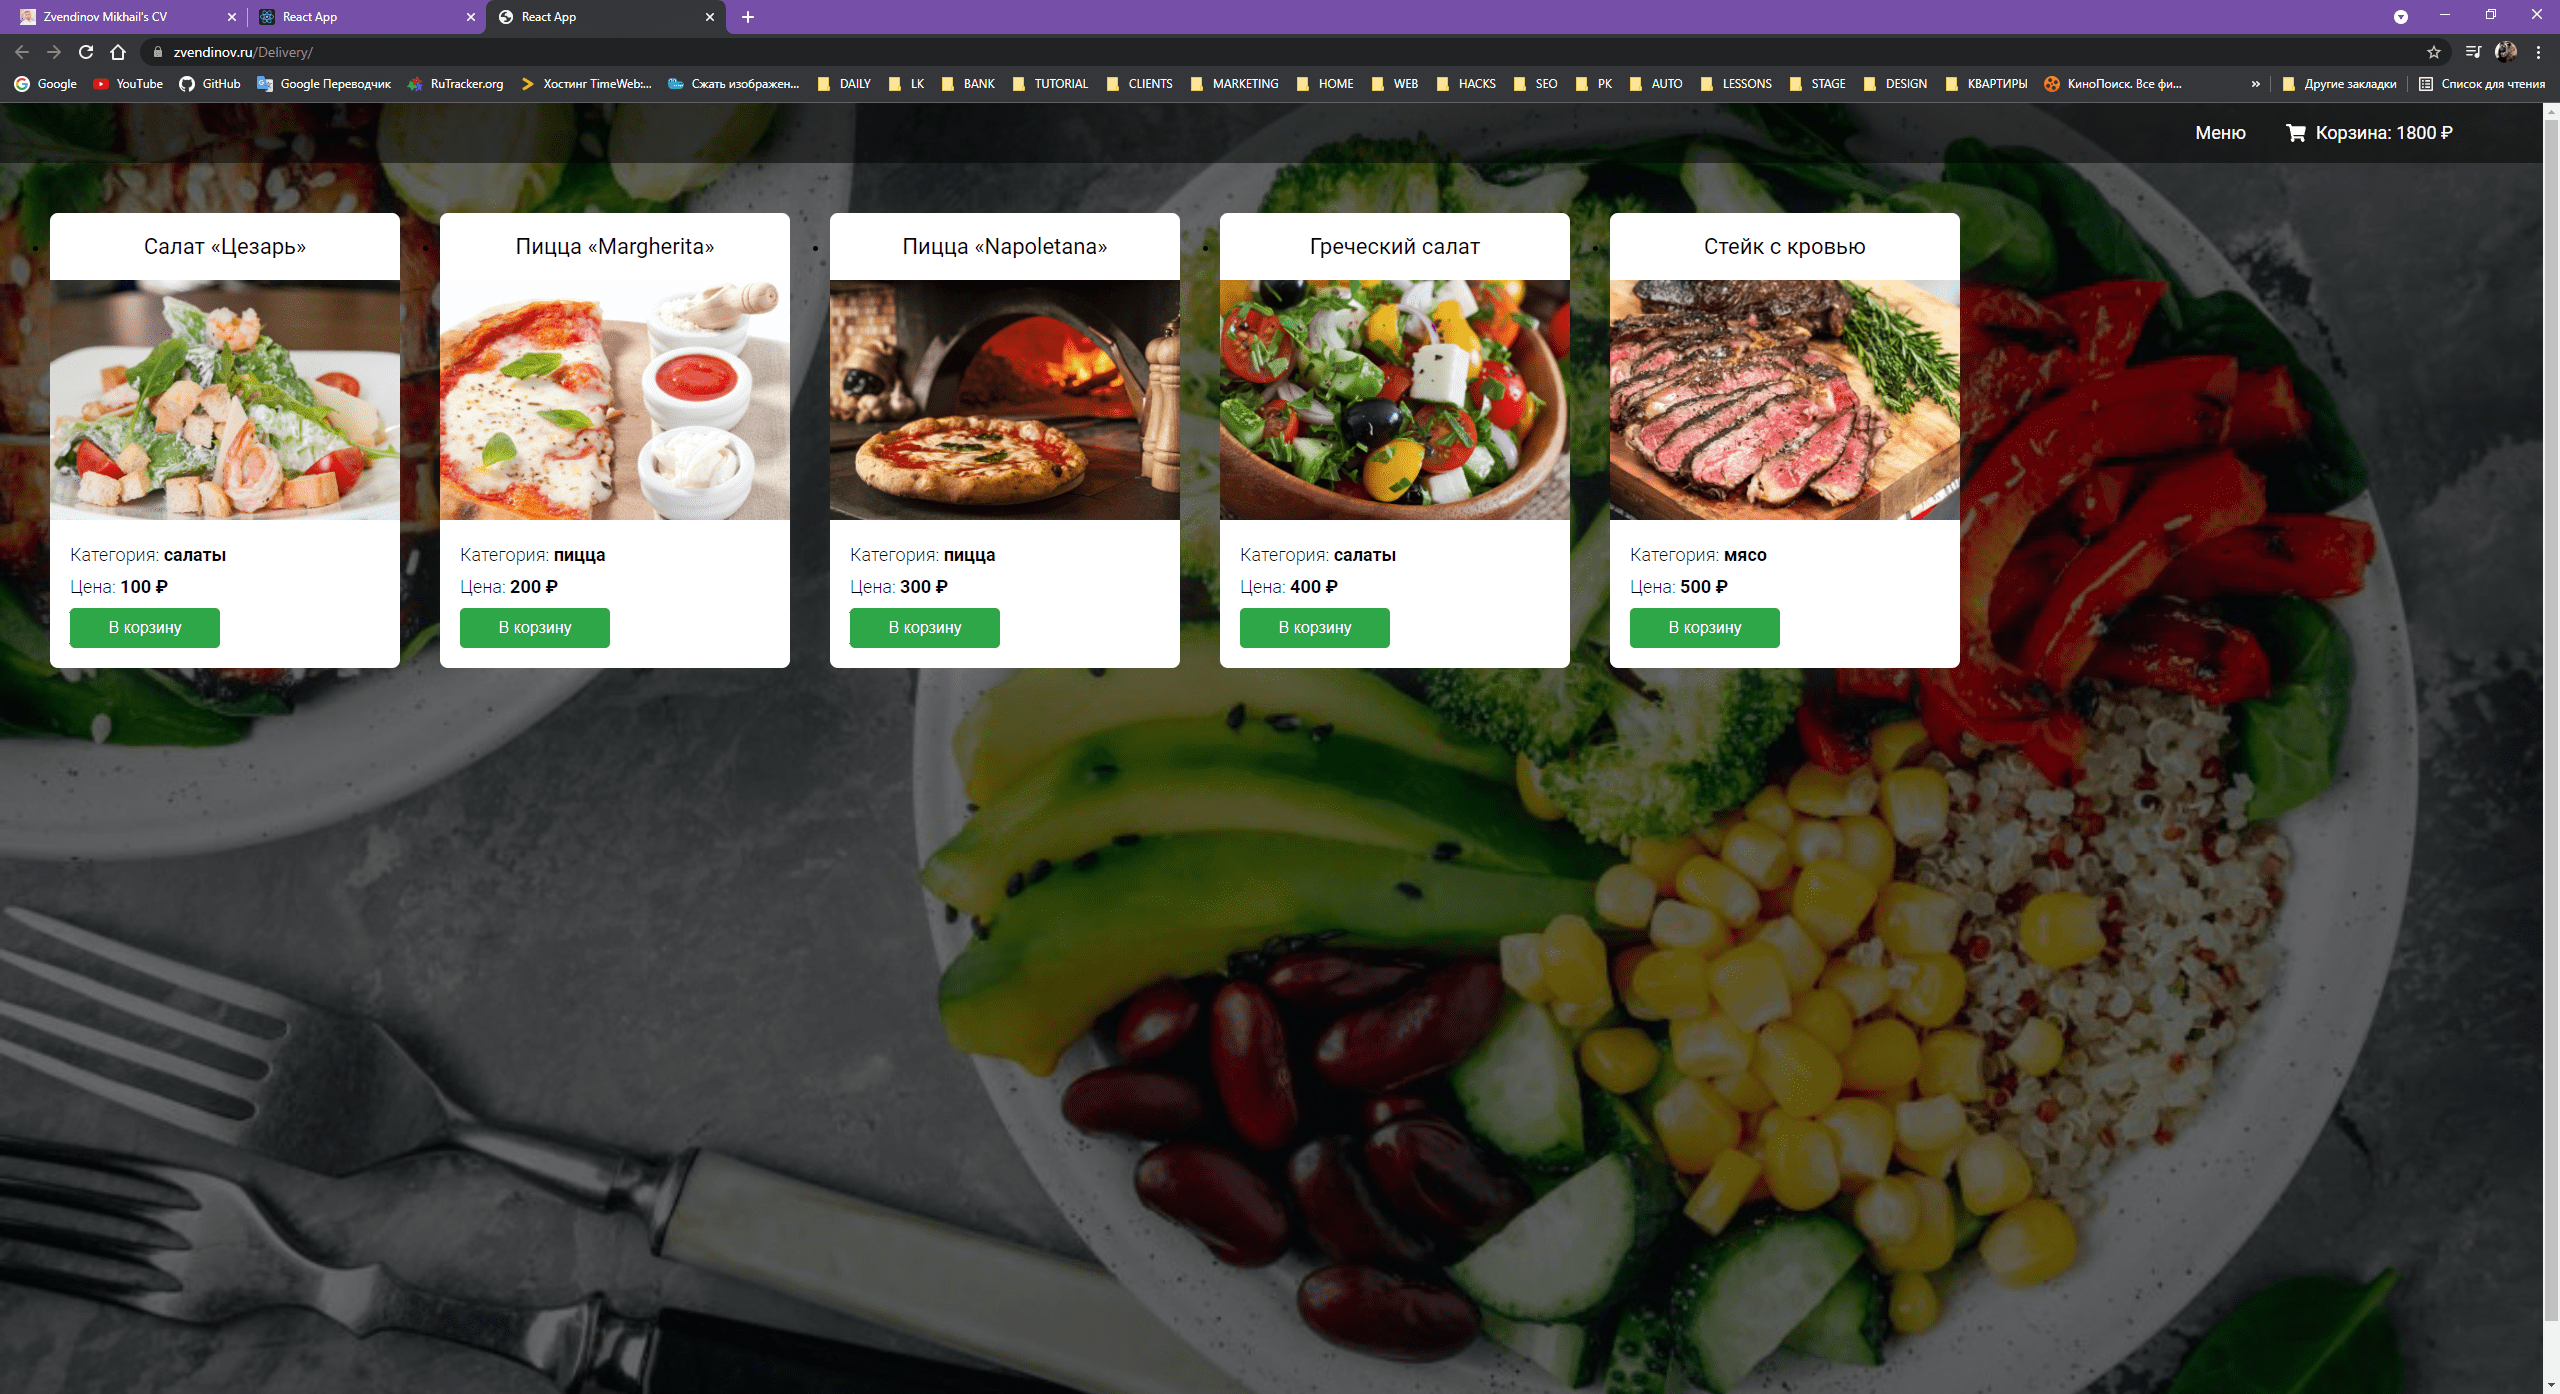 Zvendinov Mikhail's CV
React App
React App
zvendinov.ru/Delivery/
Google YouTube GitHub Google Переводчик RuTracker.org Хостинг TimeWeb:... Сжать изображен... DAILY LK BANK TUTORIAL CLIENTS MARKETING HOME WEB HACKS SEO PK AUTO LESSONS STAGE DESIGN КВАРТИРЫ КиноПоиск. Все фи... » Другие закладки Список для чтения
Меню Корзина: 1800 ₽
Салат «Цезарь»
Категория: салаты
Цена: 100 ₽
В корзину
Пицца «Margherita»
Категория: пицца
Цена: 200 ₽
В корзину
Пицца «Napoletana»
Категория: пицца
Цена: 300 ₽
В корзину
Греческий салат
Категория: салаты
Цена: 400 ₽
В корзину
Стейк с кровью
Категория: мясо
Цена: 500 ₽
В корзину